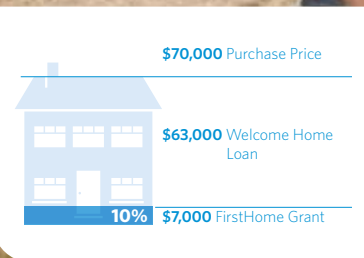 $70,000 Purchase Price
$63,000 Welcome Home
Loan
10% $7,000 FirstHome Grant